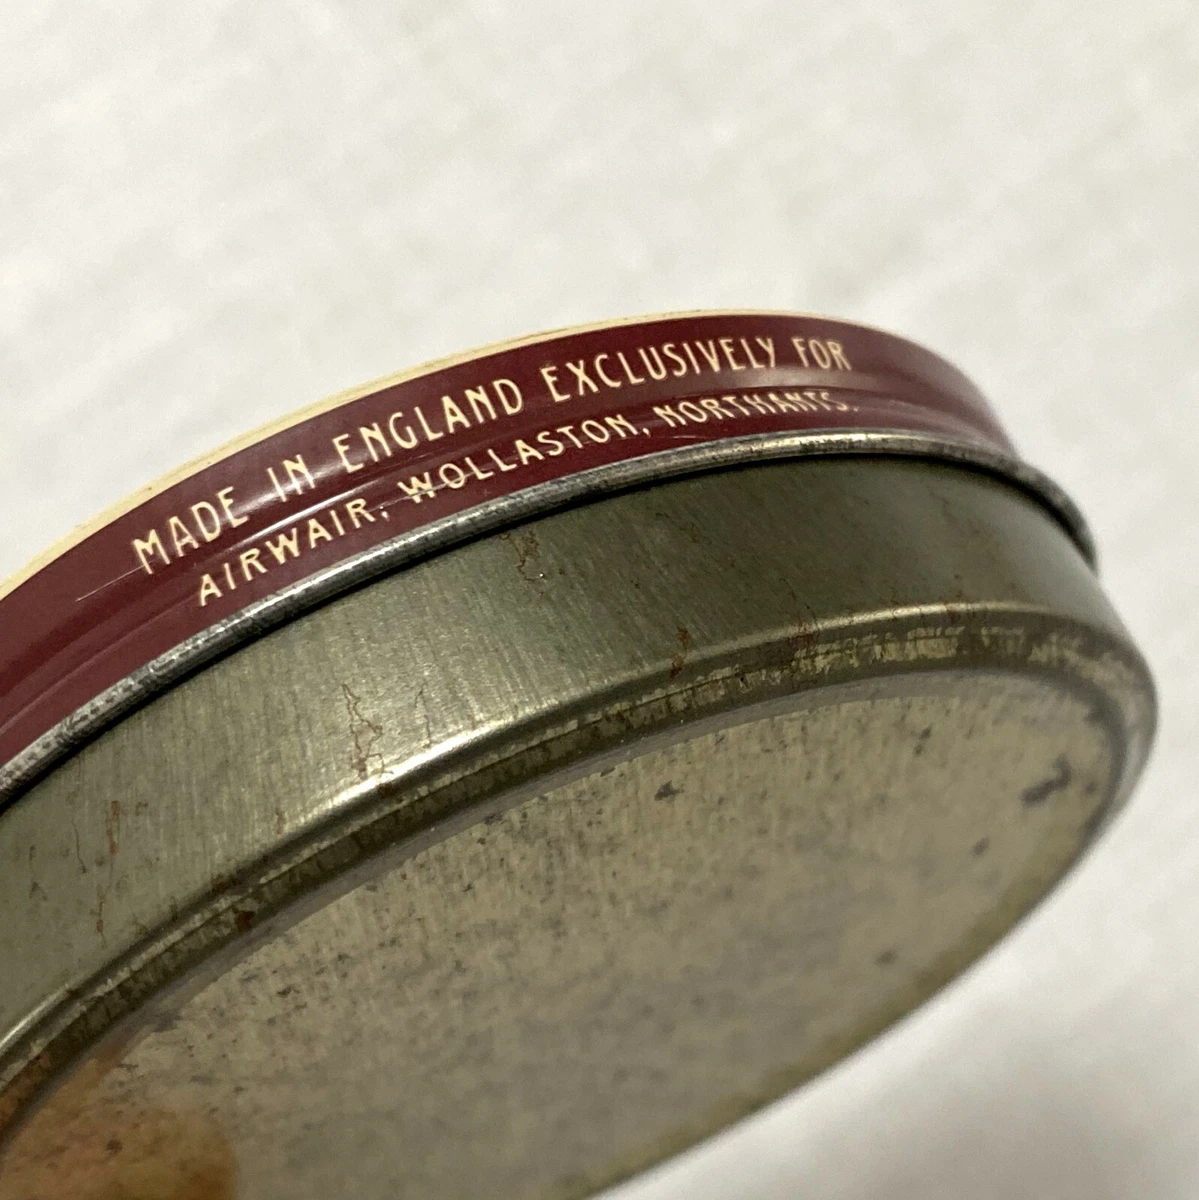 MADE IN ENGLAND EXCLUSIVELY FOR
AIRWAIR, WOLLASTON, NORTHANTS.